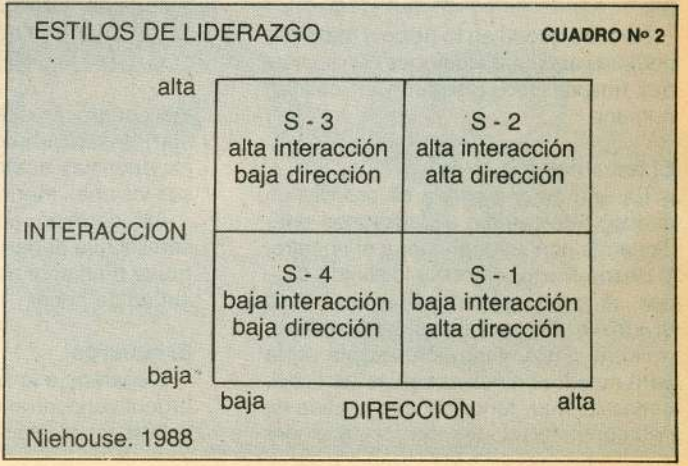 ESTILOS DE LIDERAZGO
CUADRO Nº 2
alta
S - 3
alta interacción
baja dirección
S - 2
alta interacción
alta dirección
INTERACCION
S - 4
baja interacción
baja dirección
S - 1
baja interacción
alta dirección
baja
baja
DIRECCION
alta
Niehouse. 1988